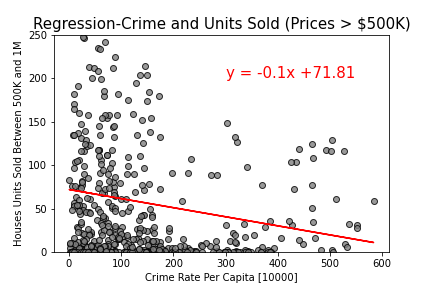 Regression-Crime and Units Sold (Prices > $500K)
y = -0.1x +71.81
Houses Units Sold Between 500K and 1M
250
200
150
100
50
0
0 100 200 300 400 500 600
Crime Rate Per Capita [10000]